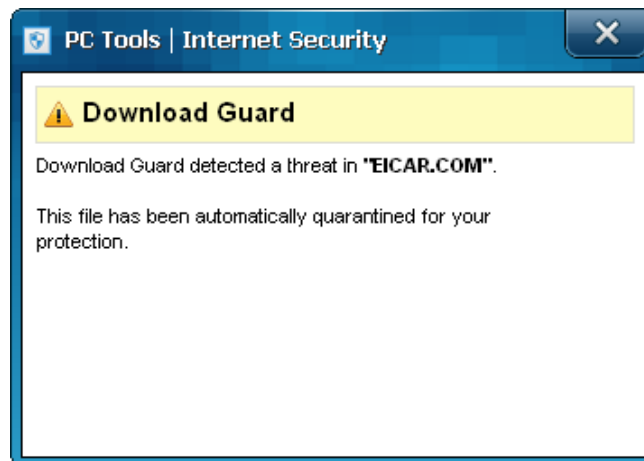 PC Tools | Internet Security
Download Guard
Download Guard detected a threat in "EICAR.COM".
This file has been automatically quarantined for your
protection.